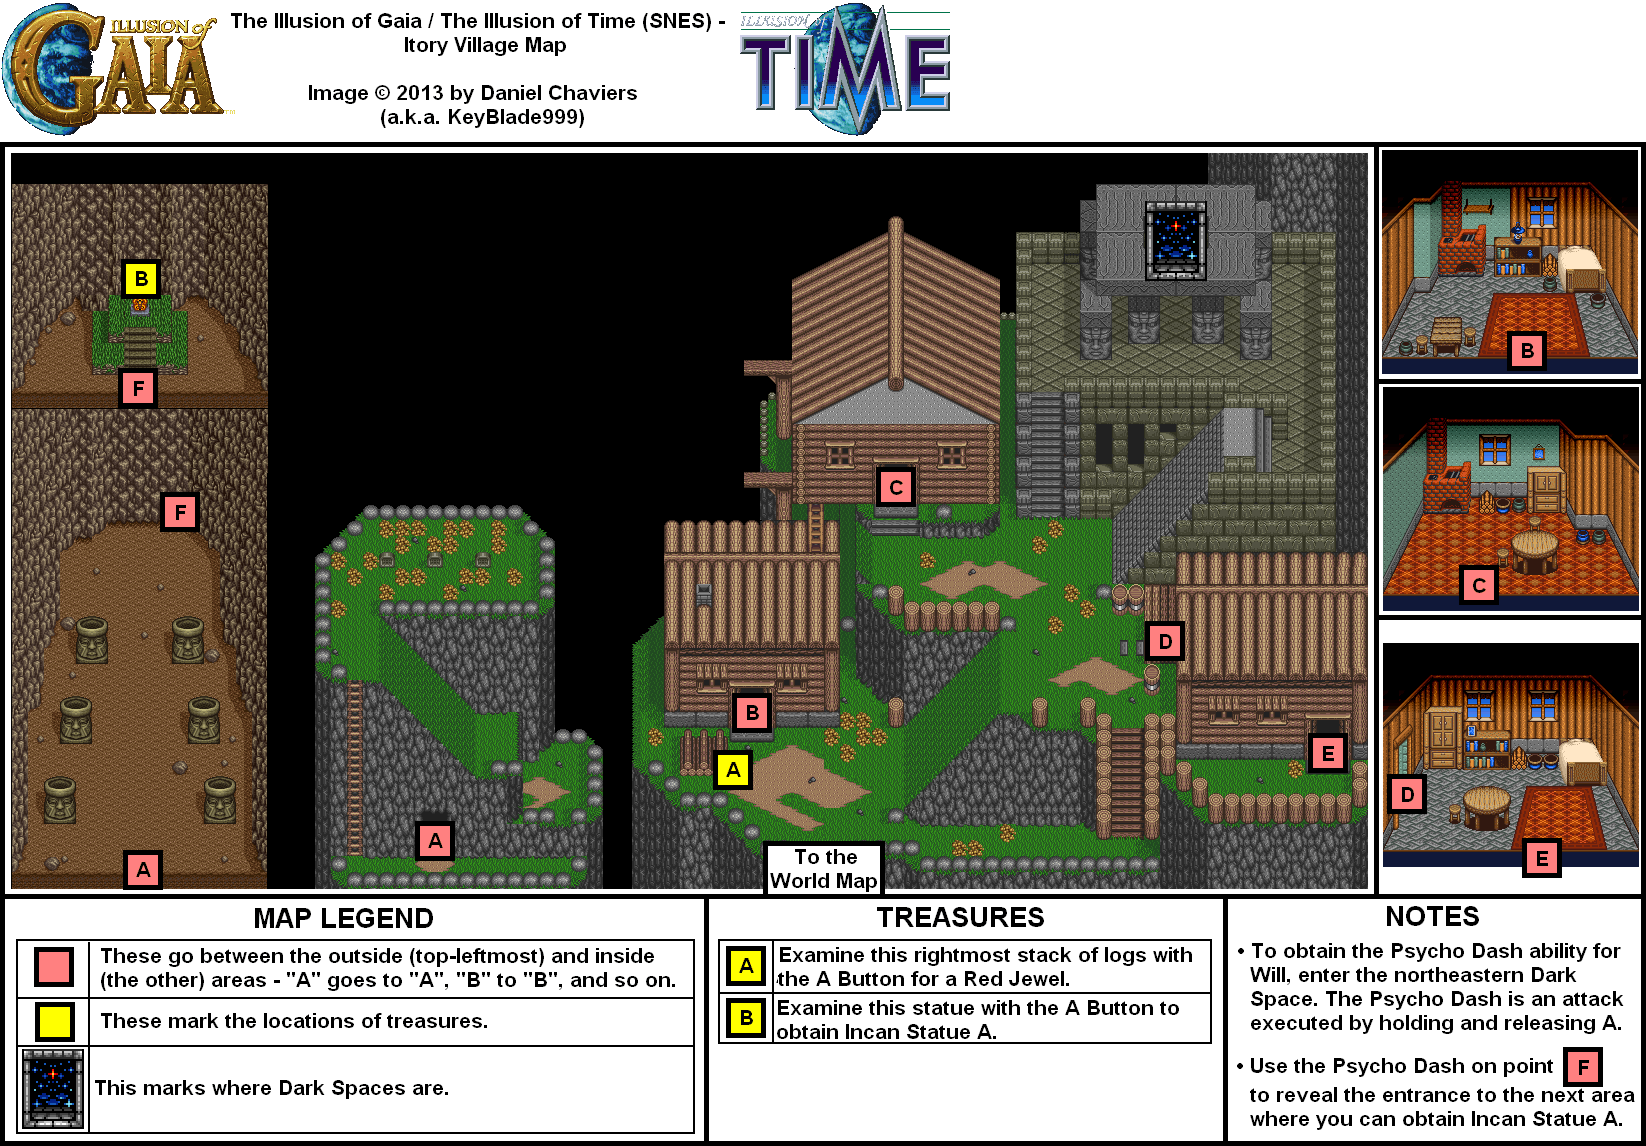 ILLUSION of
GAIA
TM
The Illusion of Gaia / The Illusion of Time (SNES) -
Itory Village Map
Image © 2013 by Daniel Chaviers
(a.k.a. KeyBlade999)
ILLUSION of
TIME
B
F
F
A
A
C
B
A
D
E
To the
World Map
B
C
D
E
MAP LEGEND
These go between the outside (top-leftmost) and inside
(the other) areas - "A" goes to "A", "B" to "B", and so on.
These mark the locations of treasures.
This marks where Dark Spaces are.
TREASURES
A
Examine this rightmost stack of logs with
the A Button for a Red Jewel.
B
Examine this statue with the A Button to
obtain Incan Statue A.
NOTES
• To obtain the Psycho Dash ability for
Will, enter the northeastern Dark
Space. The Psycho Dash is an attack
executed by holding and releasing A.
• Use the Psycho Dash on point F
to reveal the entrance to the next area
where you can obtain Incan Statue A.